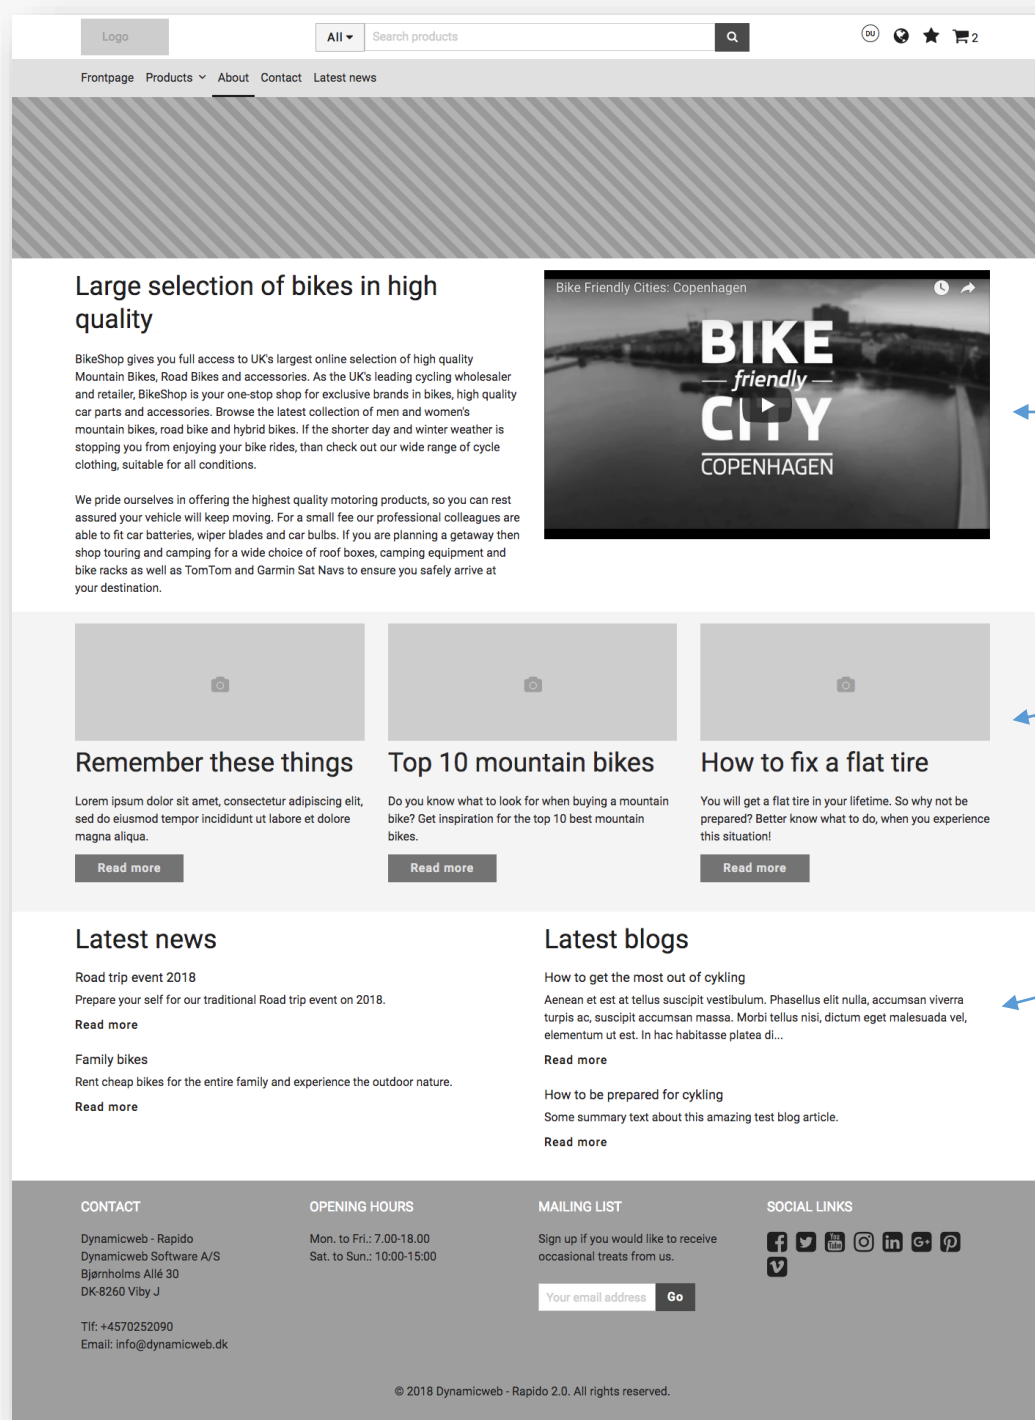 Logo
All
Search products
DU
2
Frontpage Products About Contact Latest news
Large selection of bikes in high
quality
BikeShop gives you full access to UK's largest online selection of high quality
Mountain Bikes, Road Bikes and accessories. As the UK's leading cycling wholesaler
and retailer, BikeShop is your one-stop shop for exclusive brands in bikes, high quality
car parts and accessories. Browse the latest collection of men and women's
mountain bikes, road bike and hybrid bikes. If the shorter day and winter weather is
stopping you from enjoying your bike rides, than check out our wide range of cycle
clothing, suitable for all conditions.
We pride ourselves in offering the highest quality motoring products, so you can rest
assured your vehicle will keep moving. For a small fee our professional colleagues are
able to fit car batteries, wiper blades and car bulbs. If you are planning a getaway then
shop touring and camping for a wide choice of roof boxes, camping equipment and
bike racks as well as TomTom and Garmin Sat Navs to ensure you safely arrive at
your destination.
Bike Friendly Cities: Copenhagen
BIKE
friendly
CITY
COPENHAGEN
Remember these things
Lorem ipsum dolor sit amet, consectetur adipiscing elit,
sed do eiusmod tempor incididunt ut labore et dolore
magna aliqua.
Read more
Top 10 mountain bikes
Do you know what to look for when buying a mountain
bike? Get inspiration for the top 10 best mountain
bikes.
Read more
How to fix a flat tire
You will get a flat tire in your lifetime. So why not be
prepared? Better know what to do, when you experience
this situation!
Read more
Latest news
Road trip event 2018
Prepare your self for our traditional Road trip event on 2018.
Read more
Family bikes
Rent cheap bikes for the entire family and experience the outdoor nature.
Read more
Latest blogs
How to get the most out of cykling
Aenean et est at tellus suscipit vestibulum. Phasellus elit nulla, accumsan viverra
turpis ac, suscipit accumsan massa. Morbi tellus nisi, dictum eget malesuada vel,
elementum ut est. In hac habitasse platea di...
Read more
How to be prepared for cykling
Some summary text about this amazing test blog article.
Read more
CONTACT
Dynamicweb - Rapido
Dynamicweb Software A/S
Bjørnholms Allé 30
DK-8260 Viby J
Tlf: +4570252090
Email: info@dynamicweb.dk
OPENING HOURS
Mon. to Fri.: 7.00-18.00
Sat. to Sun.: 10:00-15:00
MAILING LIST
Sign up if you would like to receive
occasional treats from us.
Your email address
Go
SOCIAL LINKS
You
Tube
in
G+
© 2018 Dynamicweb - Rapido 2.0. All rights reserved.